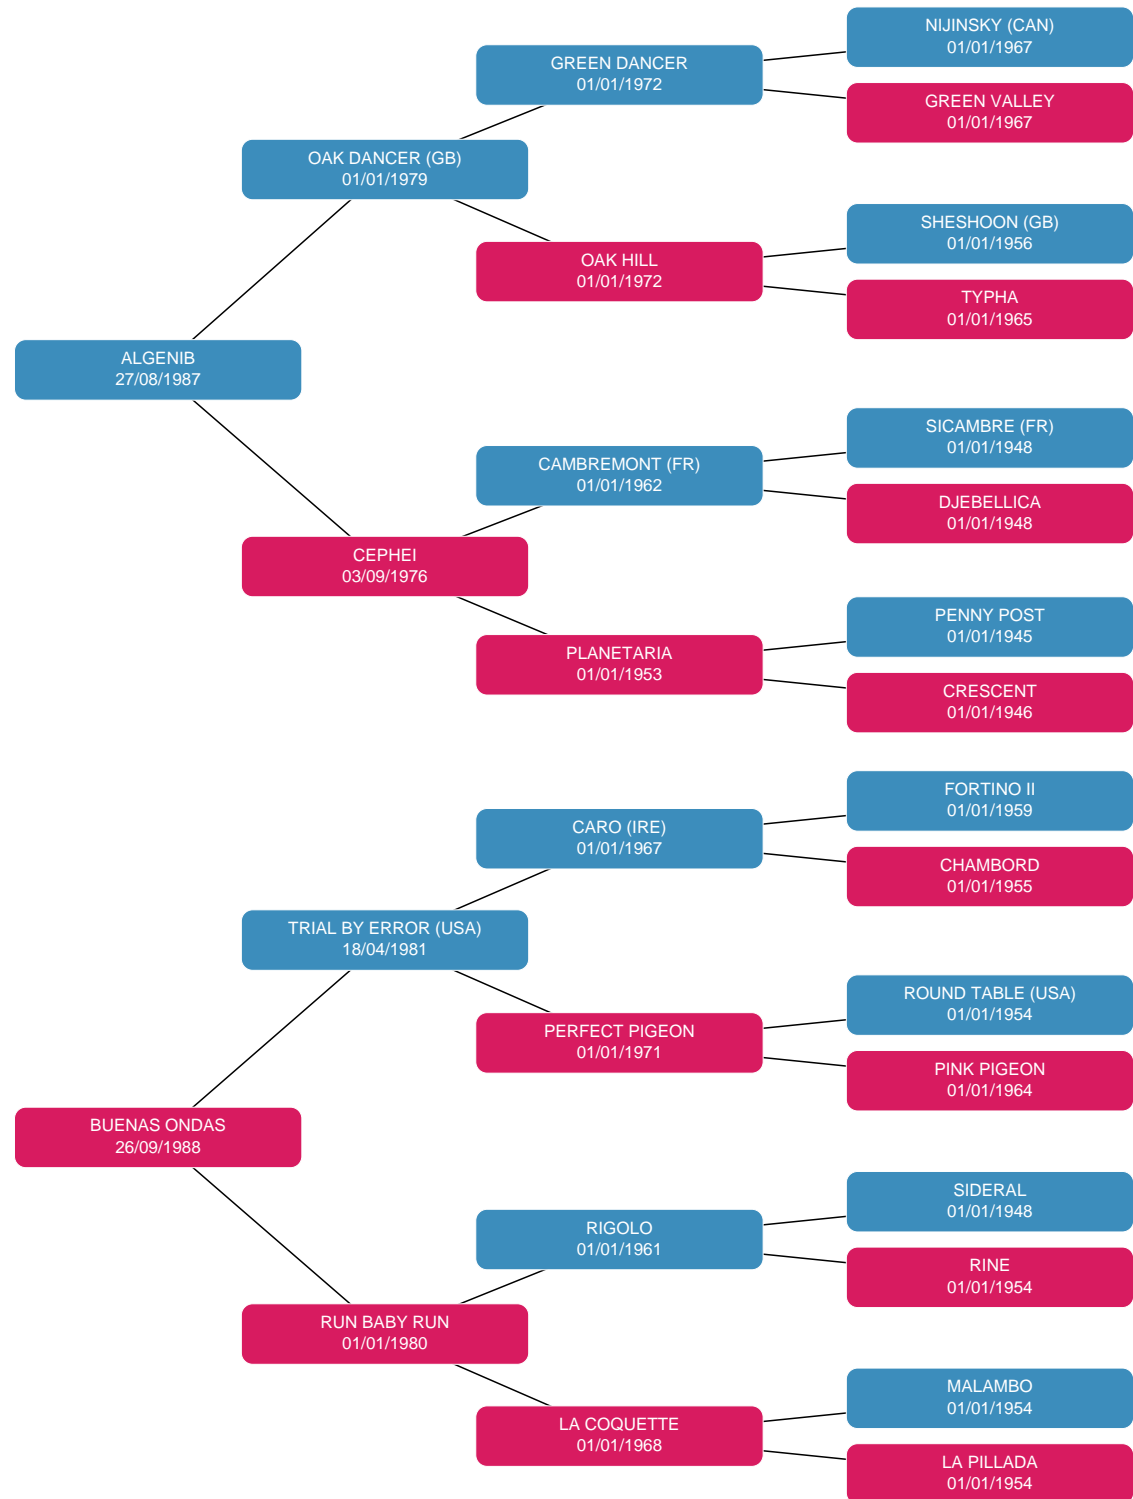 NIJINSKY (CAN)
01/01/1967
GREEN DANCER
01/01/1972
GREEN VALLEY
01/01/1967
OAK DANCER (GB)
01/01/1979
SHESHOON (GB)
01/01/1956
OAK HILL
01/01/1972
TYPHA
01/01/1965
ALGENIB
27/08/1987
SICAMBRE (FR)
01/01/1948
CAMBREMONT (FR)
01/01/1962
DJEBELLICA
01/01/1948
CEPHEI
03/09/1976
PENNY POST
01/01/1945
PLANETARIA
01/01/1953
CRESCENT
01/01/1946
FORTINO II
01/01/1959
CARO (IRE)
01/01/1967
CHAMBORD
01/01/1955
TRIAL BY ERROR (USA)
18/04/1981
ROUND TABLE (USA)
01/01/1954
PERFECT PIGEON
01/01/1971
PINK PIGEON
01/01/1964
BUENAS ONDAS
26/09/1988
SIDERAL
01/01/1948
RIGOLO
01/01/1961
RINE
01/01/1954
RUN BABY RUN
01/01/1980
MALAMBO
01/01/1954
LA COQUETTE
01/01/1968
LA PILLADA
01/01/1954